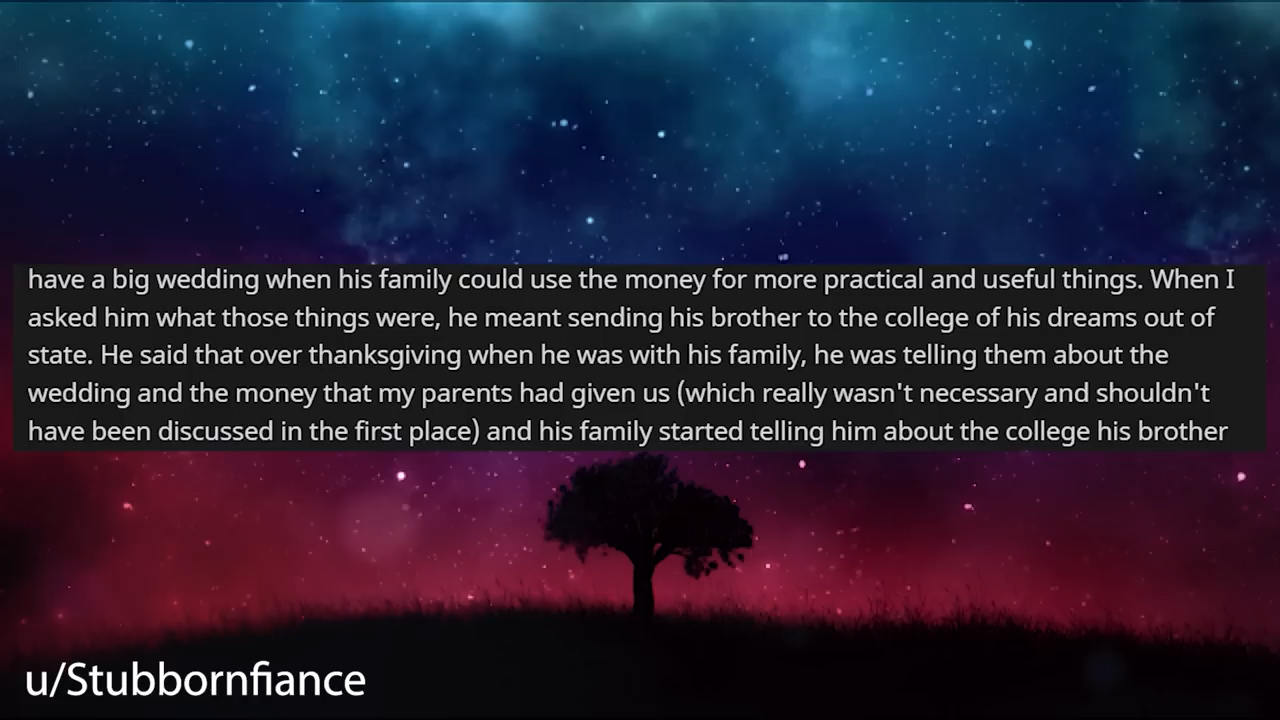 have a big wedding when his family could use the money for more practical and useful things. When I
asked him what those things were, he meant sending his brother to the college of his dreams out of
state. He said that over thanksgiving when he was with his family, he was telling them about the
wedding and the money that my parents had given us (which really wasn't necessary and shouldn't
have been discussed in the first place) and his family started telling him about the college his brother
u/Stubbornfiance